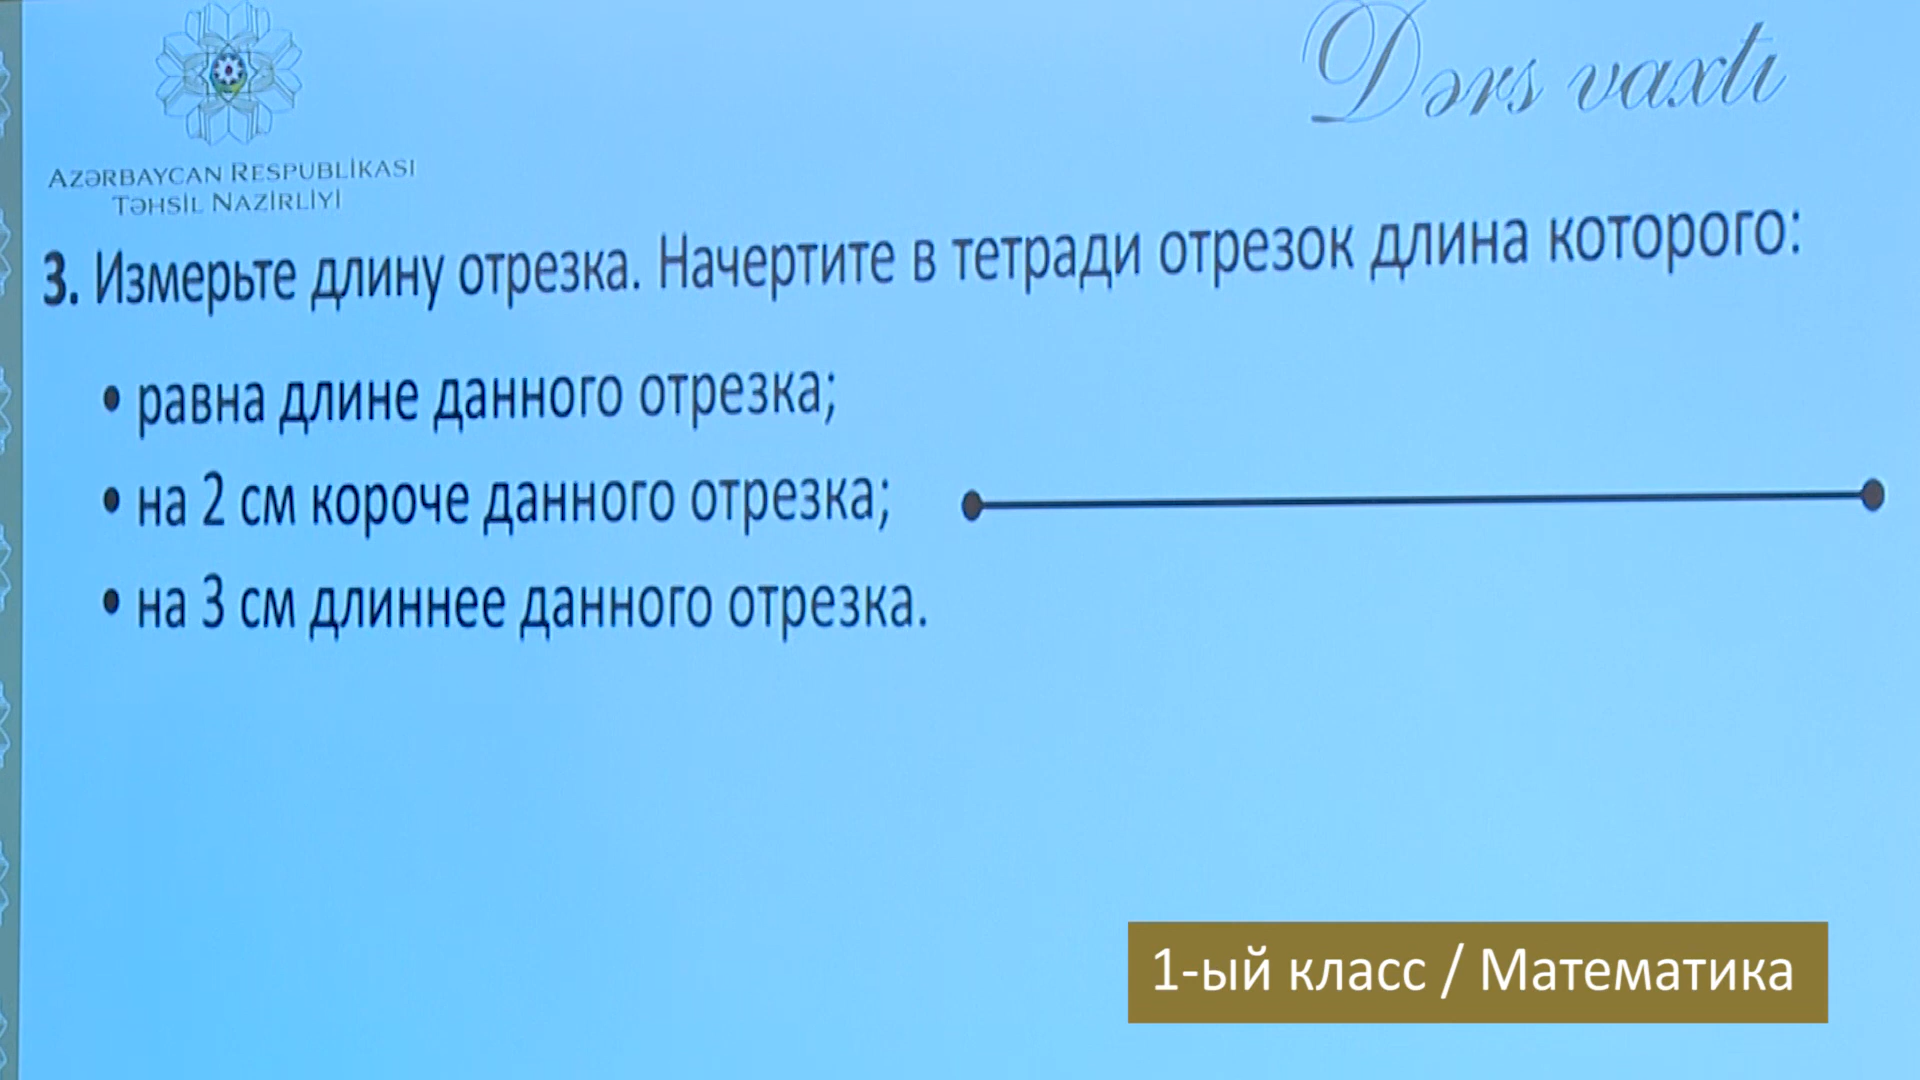 Dərs vaxtı
AZƏRBAYCAN RESPUBLİKASI
TƏHSİL NAZİRLİYİ
3. Измерьте длину отрезка. Начертите в тетради отрезок длина которого:
• равна длине данного отрезка;
• на 2 см короче данного отрезка;
• на 3 см длиннее данного отрезка.
1-ый класс / Математика